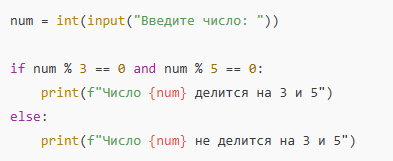 num = int(input("Введите число: "))
if num % 3 == 0 and num % 5 == 0:
    print(f"Число {num} делится на 3 и 5")
else:
    print(f"Число {num} не делится на 3 и 5")